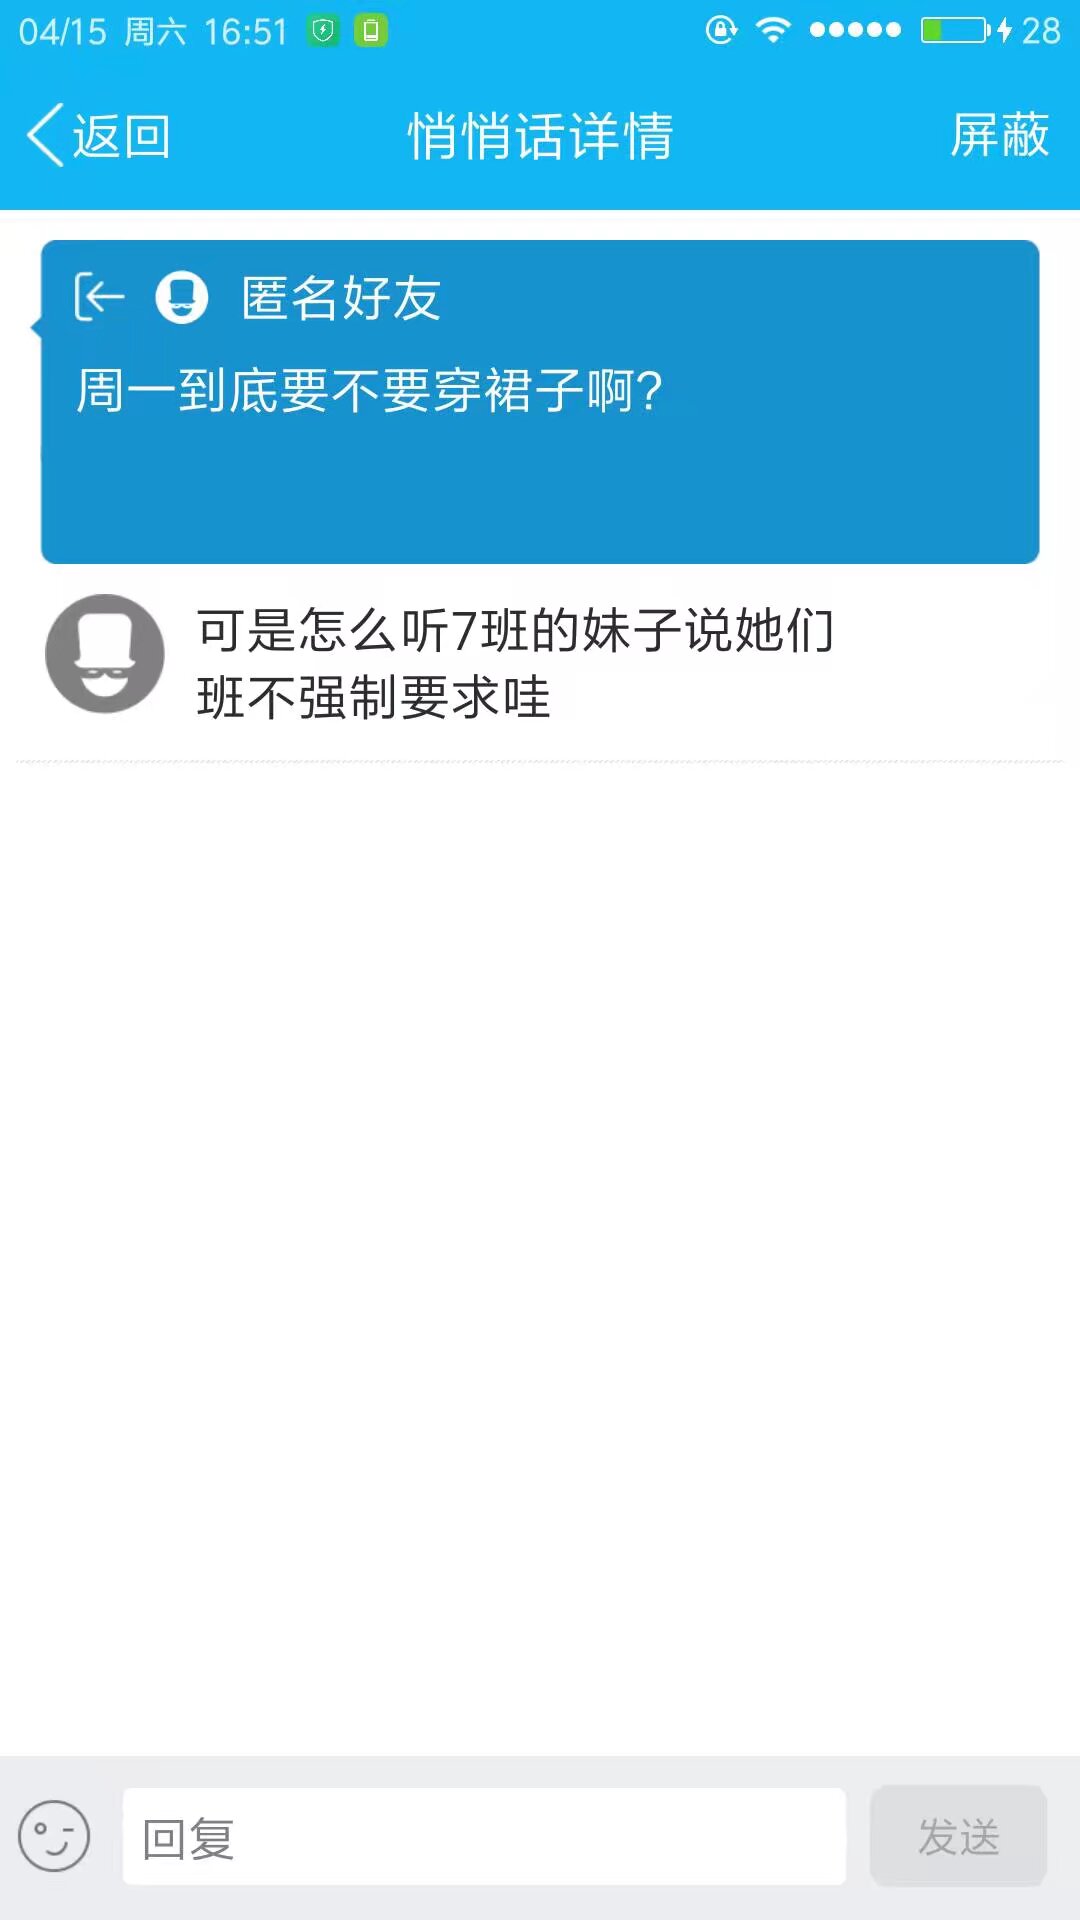 04/15 周六 16:51 28
返回 悄悄话详情 屏蔽
匿名好友
周一到底要不要穿裙子啊?
可是怎么听7班的妹子说她们
班不强制要求哇
回复 发送